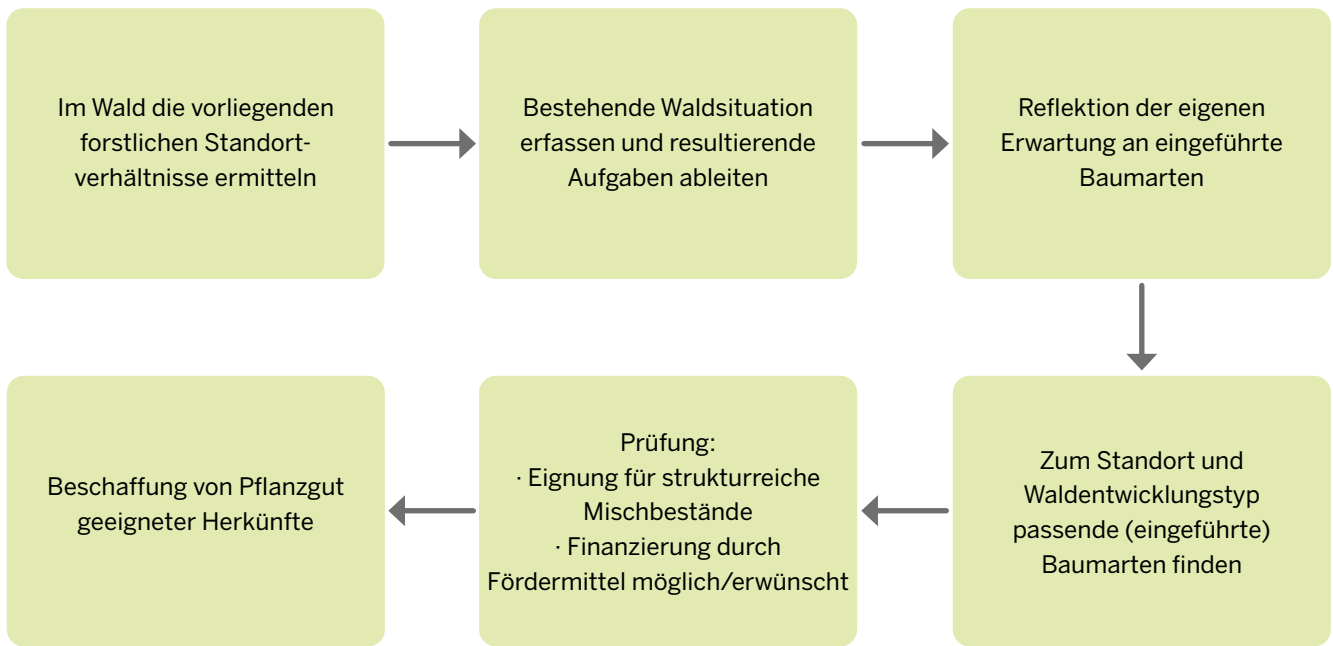 Im Wald die vorliegenden
forstlichen Standort-
verhältnisse ermitteln
Bestehende Waldsituation
erfassen und resultierende
Aufgaben ableiten
Reflektion der eigenen
Erwartung an eingeführte
Baumarten
Zum Standort und
Waldentwicklungstyp
passende (eingeführte)
Baumarten finden
Prüfung:
· Eignung für strukturreiche
Mischbestände
· Finanzierung durch
Fördermittel möglich/erwünscht
Beschaffung von Pflanzgut
geeigneter Herkünfte